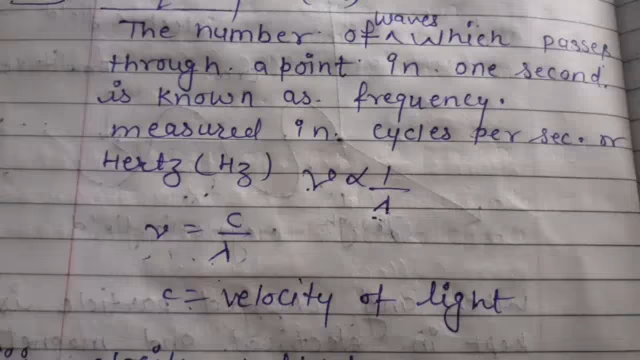 The number of waves which passes
through a point in one second.
is known as frequency.
measured in cycles per sec. or
Hertz (Hz) ν ∝ 1/λ
ν = c/λ
c = velocity of light